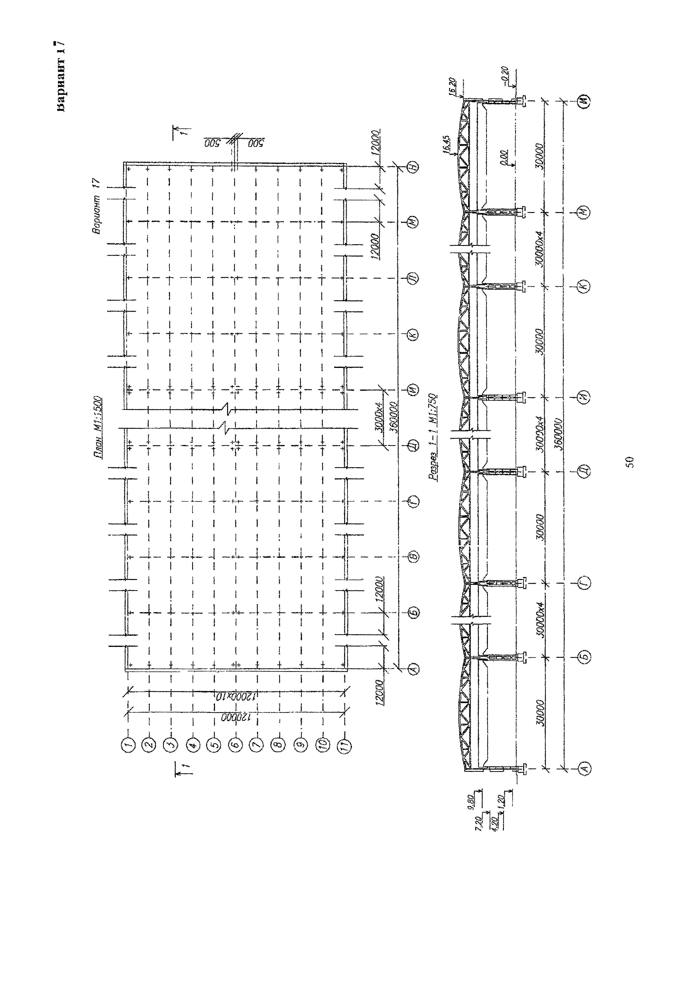 Вариант 17
Вариант 17
План М1:1500
1
500
500
1 2 3 4 5 6 7 8 9 10 11
12000х10
120000
12000
12000
3000х4
12000
12000
360000
А Б В Г Д И К Л М Н
1
Разрез 1-1 М1:750
16.45
16.20
0.00
-0.20
9.80
7.20
4.20
1.20
30000
30000х4
30000
30000х4
30000
30000х4
30000
360000
А Б Г Д И К М И
50